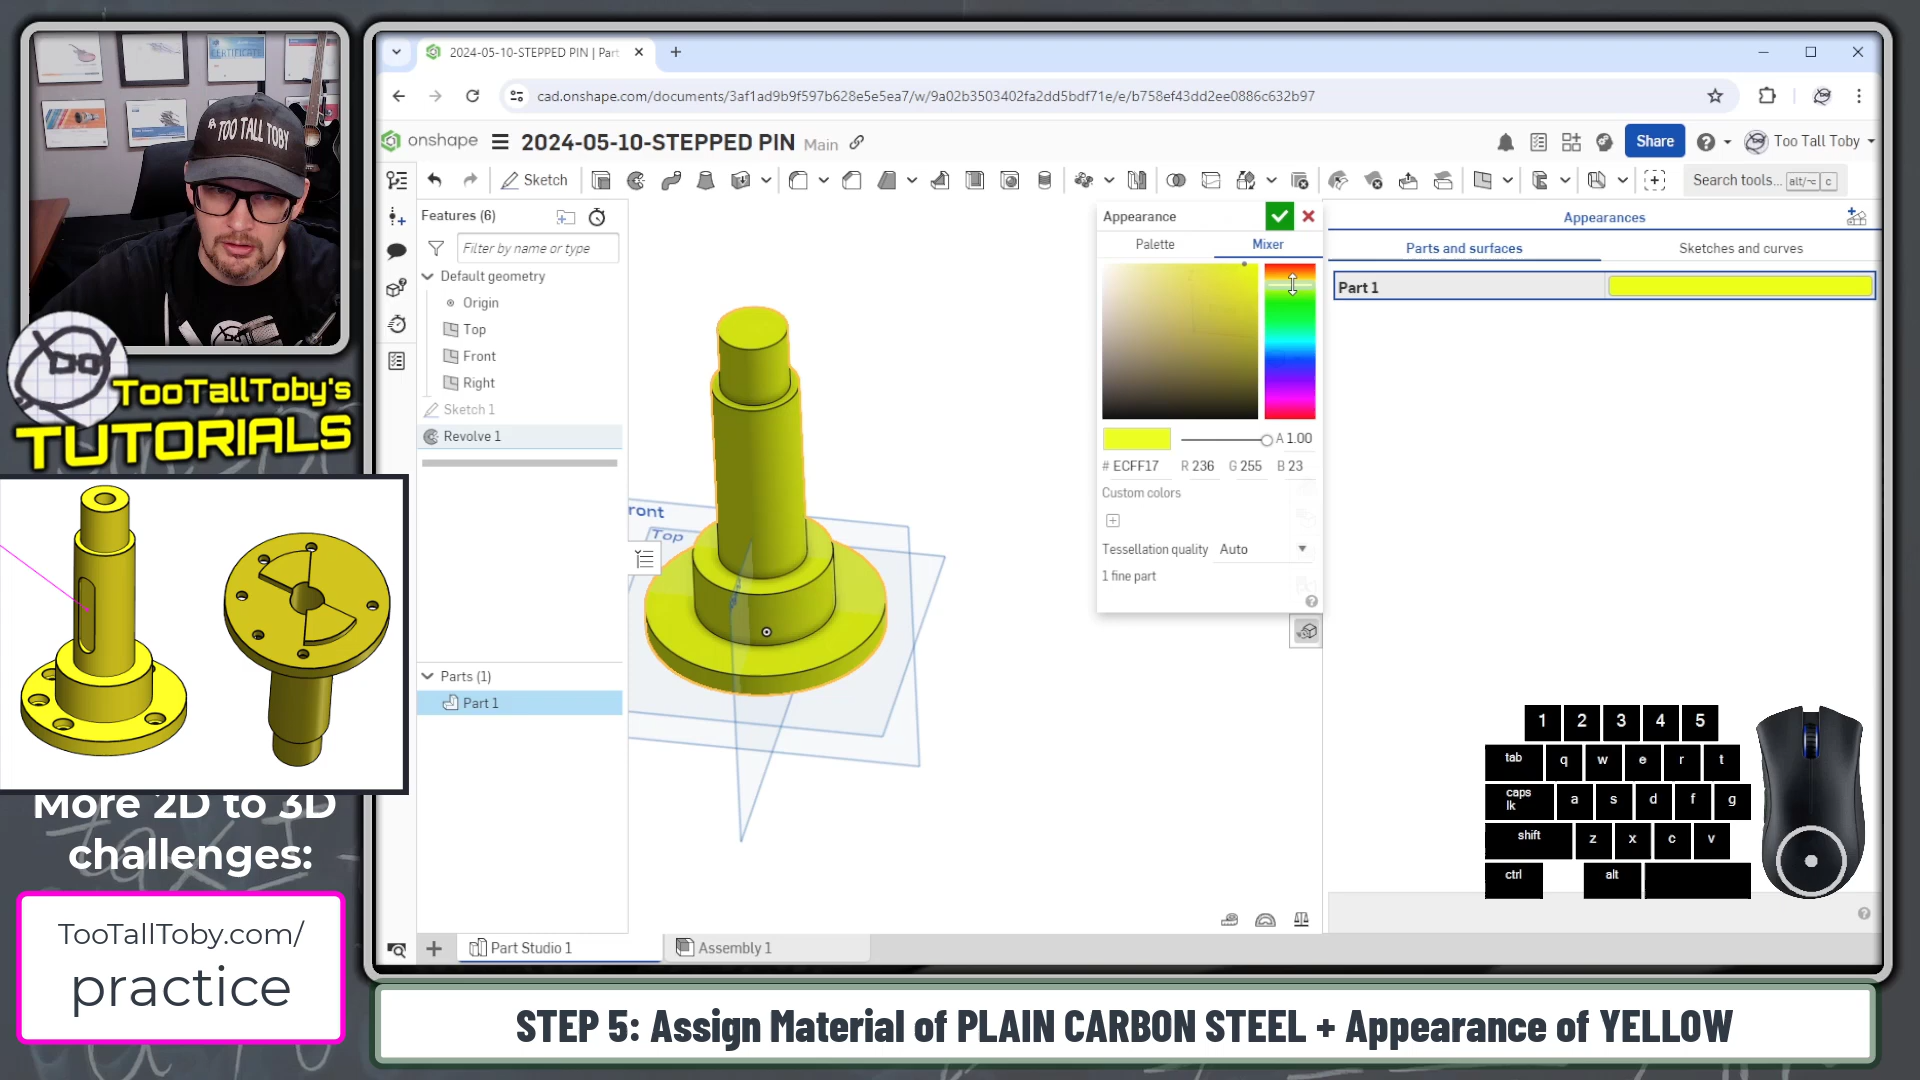 2024-05-10-STEPPED PIN | Part
cad.onshape.com/documents/3af1ad9b9f597b628e5e5ea7/w/9a02b3503402fa2dd5bdf71e/e/b758ef43dd2ee0886c632b97
onshape
2024-05-10-STEPPED PIN
Main
Share
Too Tall Toby
Sketch
Search tools...
alt/⌥
c
Features (6)
Filter by name or type
Default geometry
Origin
Top
Front
Right
Sketch 1
Revolve 1
Parts (1)
Part 1
ront
Top
Appearance
Palette
Mixer
A 1.00
# ECFF17
R 236
G 255
B 23
Custom colors
Tessellation quality
Auto
1 fine part
Appearances
Parts and surfaces
Sketches and curves
Part 1
Part Studio 1
Assembly 1
TOO TALL TOBY
TooTallToby's
TUTORIALS
More 2D to 3D
challenges:
TooTallToby.com/
practice
1 2 3 4 5
tab q w e r t
caps lk a s d f g
shift z x c v
ctrl alt
STEP 5: Assign Material of PLAIN CARBON STEEL + Appearance of YELLOW